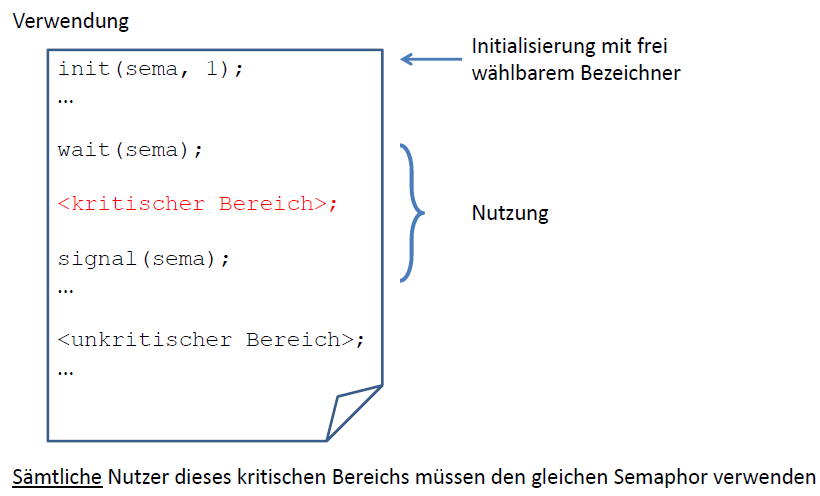 Verwendung
Initialisierung mit frei
wählbarem Bezeichner
init(sema, 1);
…
wait(sema);
<kritischer Bereich>;
Nutzung
signal(sema);
…
<unkritischer Bereich>;
…
Sämtliche Nutzer dieses kritischen Bereichs müssen den gleichen Semaphor verwenden